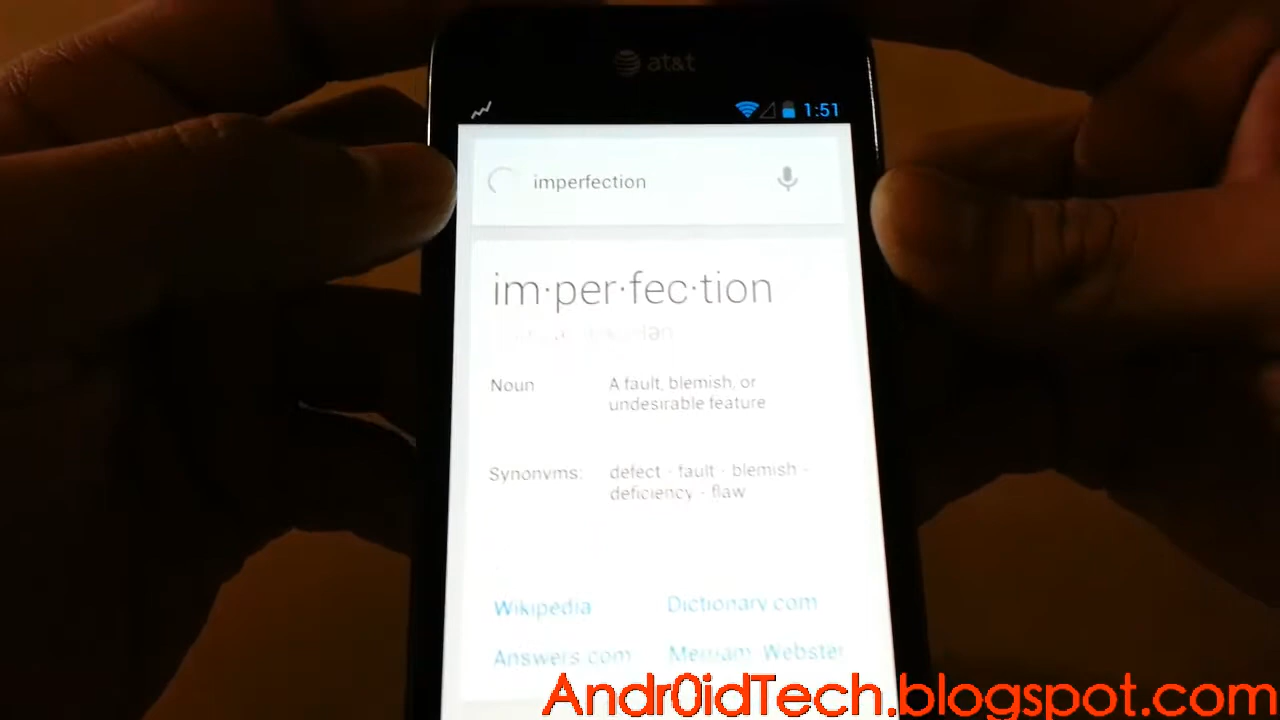 at&t
1:51
imperfection
im·per·fec·tion
Noun
A fault, blemish, or
undesirable feature
Synonyms:
defect - fault - blemish -
deficiency - flaw
Wikipedia
Dictionary.com
Answers.com
Merriam Webster
Andr0idTech.blogspot.com